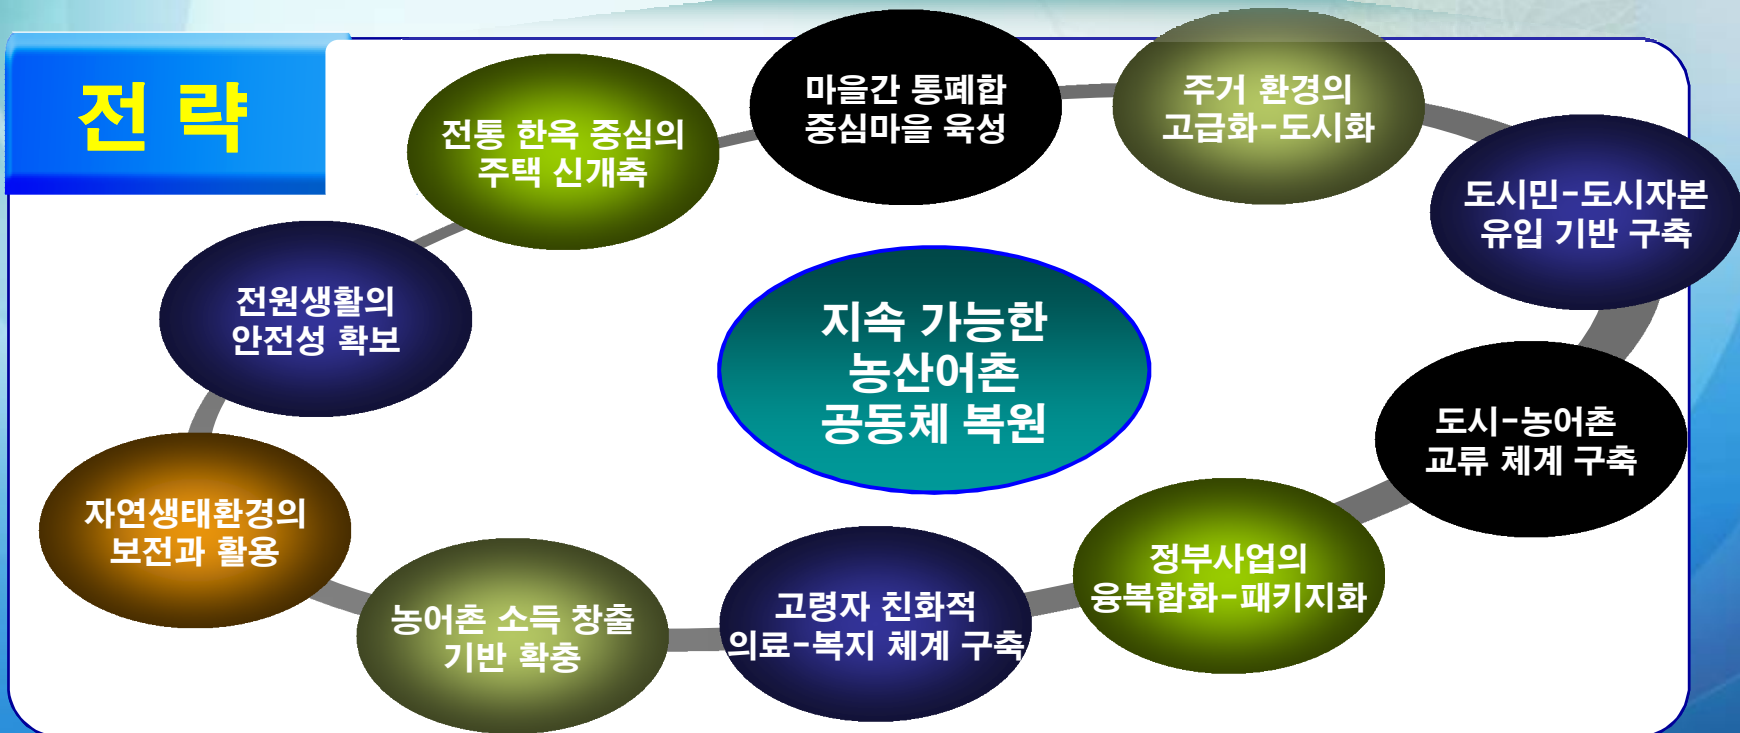 전 략
마을간 통폐합
중심마을 육성
주거 환경의
고급화-도시화
전통 한옥 중심의
주택 신개축
도시민-도시자본
유입 기반 구축
전원생활의
안전성 확보
지속 가능한
농산어촌
공동체 복원
도시-농어촌
교류 체계 구축
자연생태환경의
보전과 활용
정부사업의
융복합화-패키지화
농어촌 소득 창출
기반 확충
고령자 친화적
의료-복지 체계 구축